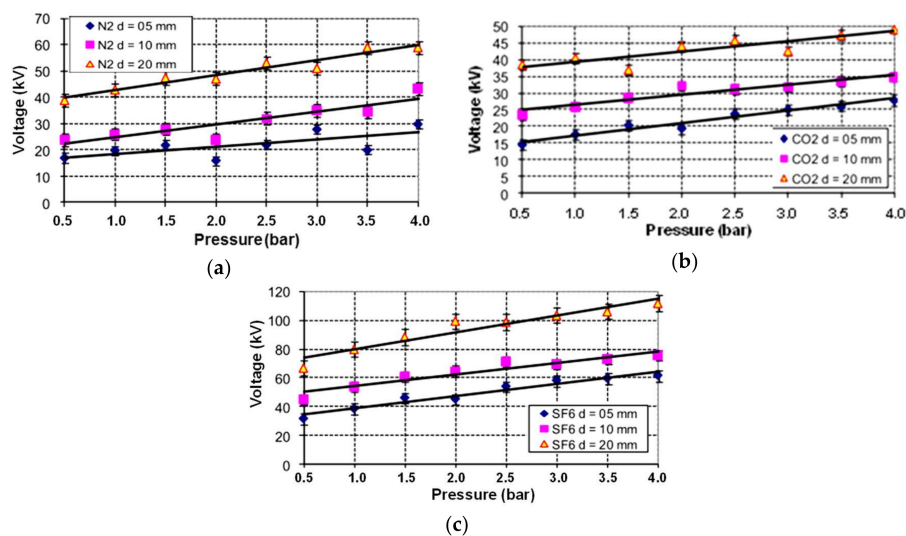 70
60
50
40
30
20
10
0
Voltage (kV)
N2 d = 05 mm
N2 d = 10 mm
N2 d = 20 mm
0.5 1.0 1.5 2.0 2.5 3.0 3.5 4.0
Pressure (bar)
(a)
50
45
40
35
30
25
20
15
10
5
0
Voltage (kV)
CO2 d = 05 mm
CO2 d = 10 mm
CO2 d = 20 mm
0.5 1.0 1.5 2.0 2.5 3.0 3.5 4.0
Pressure (bar)
(b)
120
100
80
60
40
20
0
Voltage (kV)
SF6 d = 05 mm
SF6 d = 10 mm
SF6 d = 20 mm
0.5 1.0 1.5 2.0 2.5 3.0 3.5 4.0
Pressure (bar)
(c)